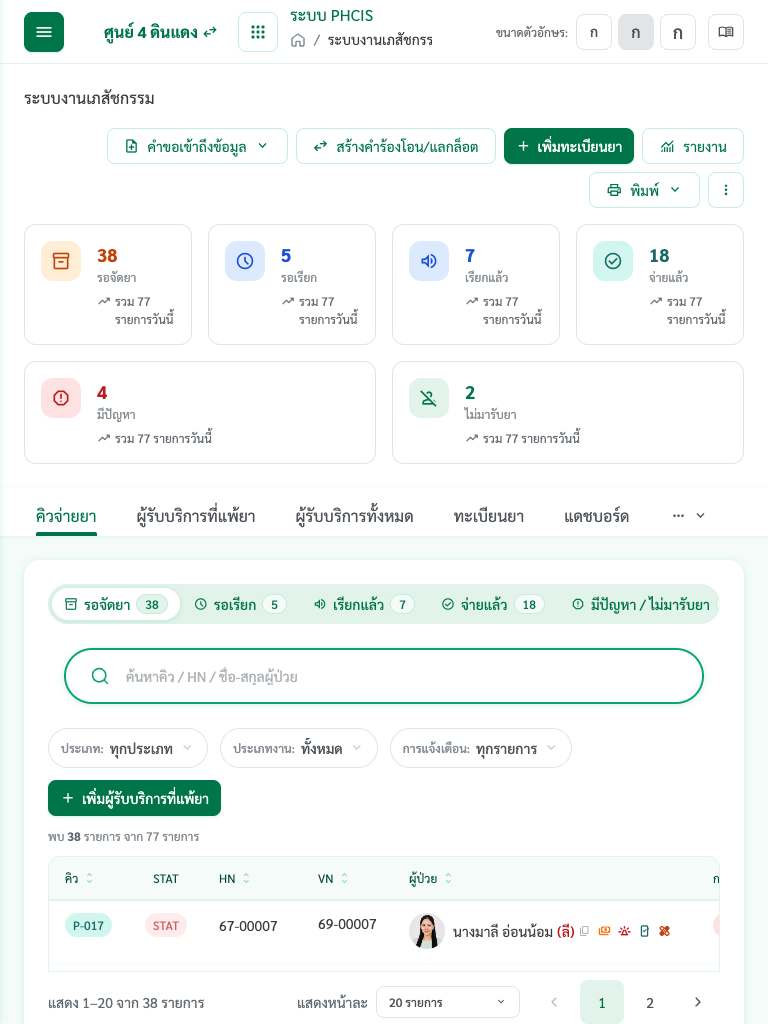 ศูนย์ 4 ดินแดง
ระบบ PHCIS
/ ระบบงานเภสัชกรร
ขนาดตัวอักษร: ก ก ก
ระบบงานเภสัชกรรม
คำขอเข้าถึงข้อมูล
สร้างคำร้องโอน/แลกล็อต
เพิ่มทะเบียนยา
รายงาน
พิมพ์
38
รอจัดยา
รวม 77
รายการวันนี้
5
รอเรียก
รวม 77
รายการวันนี้
7
เรียกแล้ว
รวม 77
รายการวันนี้
18
จ่ายแล้ว
รวม 77
รายการวันนี้
4
มีปัญหา
รวม 77 รายการวันนี้
2
ไม่มารับยา
รวม 77 รายการวันนี้
คิวจ่ายยา ผู้รับบริการที่แพ้ยา ผู้รับบริการทั้งหมด ทะเบียนยา แดชบอร์ด
รอจัดยา 38 รอเรียก 5 เรียกแล้ว 7 จ่ายแล้ว 18 มีปัญหา / ไม่มารับยา
ค้นหาคิว / HN / ชื่อ-สกุลผู้ป่วย
ประเภท: ทุกประเภท ประเภทงาน: ทั้งหมด การแจ้งเตือน: ทุกรายการ
เพิ่มผู้รับบริการที่แพ้ยา
พบ 38 รายการ จาก 77 รายการ
คิว STAT HN VN ผู้ป่วย ก
P-017 STAT 67-00007 69-00007 นางมาลี อ่อนน้อม (ลี)
แสดง 1–20 จาก 38 รายการ แสดงหน้าละ 20 รายการ 1 2